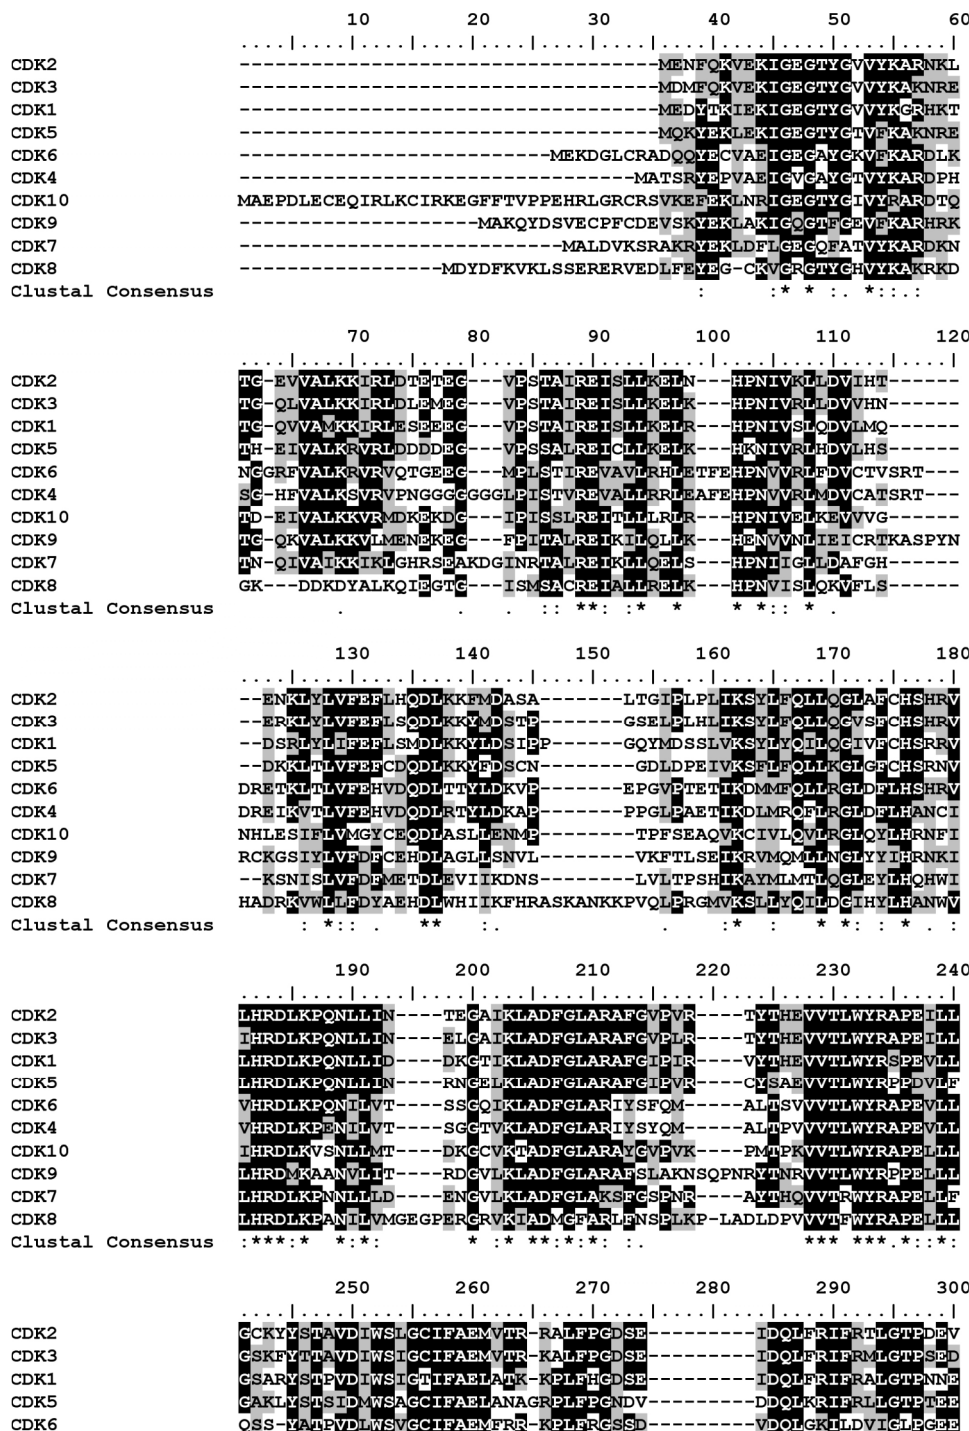 10 20 30 40 50 60
....|....|....|....|....|....|....|....|....|....|....|....|
CDK2 -----------------------------------MENFQKVEKIGEGTYGVVYKARNKL
CDK3 -----------------------------------MDMFQKVEKIGEGTYGVVYKAKNRE
CDK1 -----------------------------------MEDYTKIEKIGEGTYGVVYKGRHKT
CDK5 -----------------------------------MQKYEKLEKIGEGTYGTVFKAKNRE
CDK6 --------------------------MEKDGLCRADQQYECVAEIGEGAYGKVFKARDLK
CDK4 ---------------------------------MATSRYEPVAEIGVGAYGTVYKARDPH
CDK10 MAEPDLECEQIRLKCIRKEGFFTVPPEHRLGRCRSVKEFEKLNRIGEGTYGIVYRARDTQ
CDK9 --------------------MAKQYDSVECPFCDEVSKYEKLAKIGQGTFGEVFKARHRK
CDK7 ---------------------------MALDVKSRAKRYEKLDFLGEGQFATVYKARDKN
CDK8 -----------------MDYDFKVKLSSERERVEDLFEYEG-CKVGRGTYGHVYKAKRKD
Clustal Consensus : :* * :. *::.:
70 80 90 100 110 120
....|....|....|....|....|....|....|....|....|....|....|....|
CDK2 TG-EVVALKKIRLDTETEG---VPSTAIREISLLKELN---HPNIVKLLDVIHT------
CDK3 TG-QLVALKKIRLDLEMEG---VPSTAIREISLLKELK---HPNIVRLLDVVHN------
CDK1 TG-QVVAMKKIRLESEEEG---VPSTAIREISLLKELR---HPNIVSLQDVLMQ------
CDK5 TH-EIVALKRVRLDDDDEG---VPSSALREICLLKELK---HKNIVRLHDVLHS------
CDK6 NGGRFVALKRVRVQTGEEG---MPLSTIREVAVLRHLETFEHPNVVRLFDVCTVSRT---
CDK4 SG-HFVALKSVRVPNGGGGGGGLPISTVREVALLRRLEAFEHPNVVRLMDVCATSRT---
CDK10 TD-EIVALKKVRMDKEKDG---IPISSLREITLLLRLR---HPNIVELKEVVVG------
CDK9 TG-QKVALKKVLMENEKEG---FPITALREIKILQLLK---HENVVNLIEICRTKASPYN
CDK7 TN-QIVAIKKIKLGHRSEAKDGINRTALREIKLLQELS---HPNIIGLLDAFGH------
CDK8 GK--DDKDYALKQIEGTG----ISMSACREIALLRELK---HPNVISLQKVFLS------
Clustal Consensus . . . :: **: :* * * *:: * .
130 140 150 160 170 180
....|....|....|....|....|....|....|....|....|....|....|....|
CDK2 --ENKLYLVFEFLHQDLKKFMDASA-------LTGIPLPLIKSYLFQLLQGLAFCHSHRV
CDK3 --ERKLYLVFEFLSQDLKKYMDSTP-------GSELPLHLIKSYLFQLLQGVSFCHSHRV
CDK1 --DSRLYLIFEFLSMDLKKYLDSIPP------GQYMDSSLVKSYLYQILQGIVFCHSRRV
CDK5 --DKKLTLVFEFCDQDLKKYFDSCN-------GDLDPEIVKSFLFQLLKGLGFCHSRNV
CDK6 DRETKLTLVFEHVDQDLTTYLDKVP-------EPGVPTETIKDMMFQLLRGLDFLHSHRV
CDK4 DREIKVTLVFEHVDQDLRTYLDKAP-------PPGLPAETIKDLMRQFLRGLDFLHANCI
CDK10 NHLESIFLVMGYCEQDLASLLENMP-------TPFSEAQVKCIVLQVLRGLQYLHRNFI
CDK9 RCKGSIYLVFDFCEHDLAGLLSNVL-------VKFTLSEIKRVMQMLLNGLYYIHRNKI
CDK7 --KSNISLVFDFMETDLEVIIKDNS-------LVLTPSHIKAYMLMTLQGLEYLHQHWI
CDK8 HADRKVWLLFDYAEHDLWHIIKFHRASKANKKPVQLPRGMVKSLLYQILDGIHYLHANWV
Clustal Consensus : *:: . ** :. . :* * *: : * . :
190 200 210 220 230 240
....|....|....|....|....|....|....|....|....|....|....|....|
CDK2 LHRDLKPQNLLIN----TEGAIKLADFGLARAFGVPVR-----TYTHEVVTLWYRAPEILL
CDK3 IHRDLKPQNLLIN----ELGAIKLADFGLARAFGVPLR-----TYTHEVVTLWYRAPEILL
CDK1 LHRDLKPQNLLID----DKGTIKLADFGLARAFGIPIR-----VYTHEVVTLWYRSPEVLL
CDK5 LHRDLKPQNLLIN----RNGELKLADFGLARAFGIPVR-----CYSAEVVTLWYRPPDVLF
CDK6 VHRDLKPQNILVT----SSGQIKLADFGLARIYSFQM------ALTSVVVTLWYRAPEVLL
CDK4 VHRDLKPENILVT----SGGTVKLADFGLARIYSYQM------ALTPVVVTLWYRAPEVLL
CDK10 IHRDLKVSNLLMT----DKGCVKTADFGLARAYGVPVK-----PMTPKVVTLWYRAPELLL
CDK9 LHRDMKAANVLIT----RDGVLKLADFGLARAFSLAKNSQPNRYTNRVVTLWYRPPELLL
CDK7 LHRDLKPNNLLLD----ENGVLKLADFGLAKSFGSPNR-----AYTHQVVTRWYRAPELLF
CDK8 LHRDLKPANILVMGEGPERGRVKIADMGFARLFNSPLKP-LADLDPVVVTFWYRAPELLL
Clustal Consensus :***:* *:*: * :* **:*:*: :. *** *** *::*:
250 260 270 280 290 300
....|....|....|....|....|....|....|....|....|....|....|....|
CDK2 GCKYYSTAVDIWSLGCIFAEMVTR-RALFPGDSE---------IDQLFRIFRTLGTPDEV
CDK3 GSKFYTTAVDIWSIGCIFAEMVTR-KALFPGDSE---------IDQLFRIFRMLGTPSED
CDK1 GSARYSTPVDIWSIGTIFAELATK-KPLFHGDSE---------IDQLFRIFRALGTPNNE
CDK5 GAKLYSTSIDMWSAGCIFAELANAGRPLFPGNDV---------DDQLKRIFRLLGTPTEE
CDK6 QSS-YATPVDLWSVGCIFAEMFRR-KPLFRGSSD---------VDQLGKILDVIGLPGEE